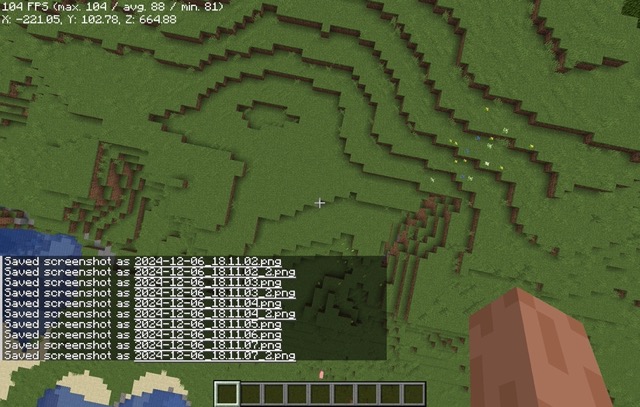 104 FPS (max. 104 / avg. 88 / min. 81)
X: -221.05, Y: 102.78, Z: 664.88
Saved screenshot as 2024-12-06_18.11.02.png
Saved screenshot as 2024-12-06_18.11.02_2.png
Saved screenshot as 2024-12-06_18.11.03.png
Saved screenshot as 2024-12-06_18.11.03_2.png
Saved screenshot as 2024-12-06_18.11.04.png
Saved screenshot as 2024-12-06_18.11.04_2.png
Saved screenshot as 2024-12-06_18.11.05.png
Saved screenshot as 2024-12-06_18.11.06.png
Saved screenshot as 2024-12-06_18.11.07.png
Saved screenshot as 2024-12-06_18.11.07_2.png